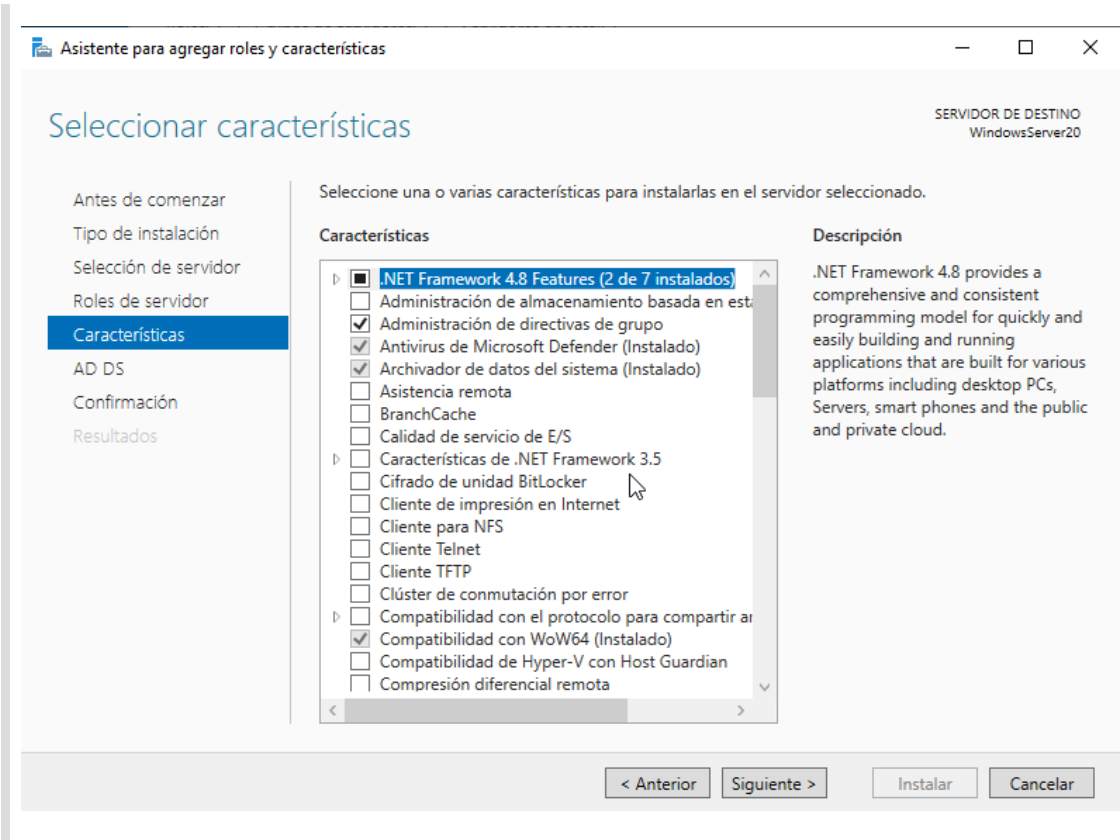 Asistente para agregar roles y características
Seleccionar características
SERVIDOR DE DESTINO
WindowsServer20
Antes de comenzar
Tipo de instalación
Selección de servidor
Roles de servidor
Características
AD DS
Confirmación
Resultados
Seleccione una o varias características para instalarlas en el servidor seleccionado.
Características
.NET Framework 4.8 Features (2 de 7 instalados)
Administración de almacenamiento basada en está
Administración de directivas de grupo
Antivirus de Microsoft Defender (Instalado)
Archivador de datos del sistema (Instalado)
Asistencia remota
BranchCache
Calidad de servicio de E/S
Características de .NET Framework 3.5
Cifrado de unidad BitLocker
Cliente de impresión en Internet
Cliente para NFS
Cliente Telnet
Cliente TFTP
Clúster de conmutación por error
Compatibilidad con el protocolo para compartir ar
Compatibilidad con WoW64 (Instalado)
Compatibilidad de Hyper-V con Host Guardian
Compresión diferencial remota
Descripción
.NET Framework 4.8 provides a
comprehensive and consistent
programming model for quickly and
easily building and running
applications that are built for various
platforms including desktop PCs,
Servers, smart phones and the public
and private cloud.
< Anterior
Siguiente >
Instalar
Cancelar